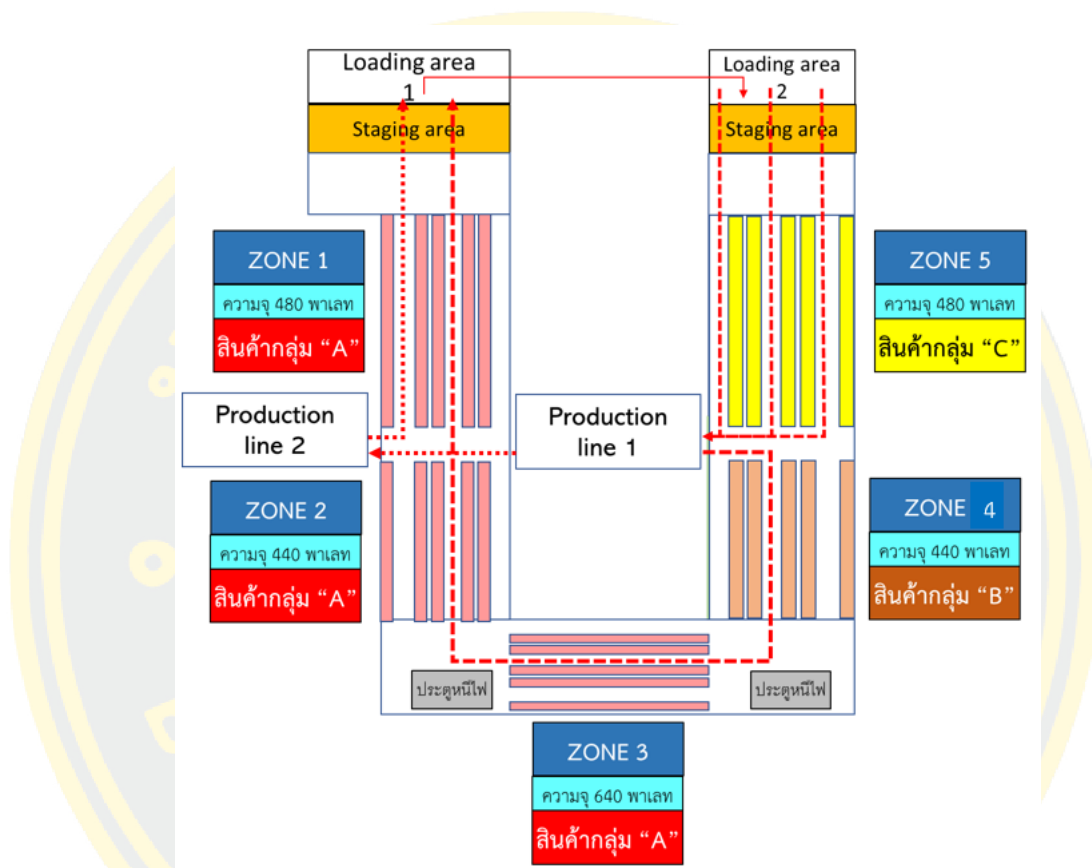 Loading area
1
Staging area
Loading area
2
Staging area
ZONE 1
ความจุ 480 พาเลท
สินค้ากลุ่ม “A”
ZONE 5
ความจุ 480 พาเลท
สินค้ากลุ่ม “C”
Production
line 2
Production
line 1
ZONE 2
ความจุ 440 พาเลท
สินค้ากลุ่ม “A”
ZONE 4
ความจุ 440 พาเลท
สินค้ากลุ่ม “B”
ประตูหนีไฟ
ประตูหนีไฟ
ZONE 3
ความจุ 640 พาเลท
สินค้ากลุ่ม “A”